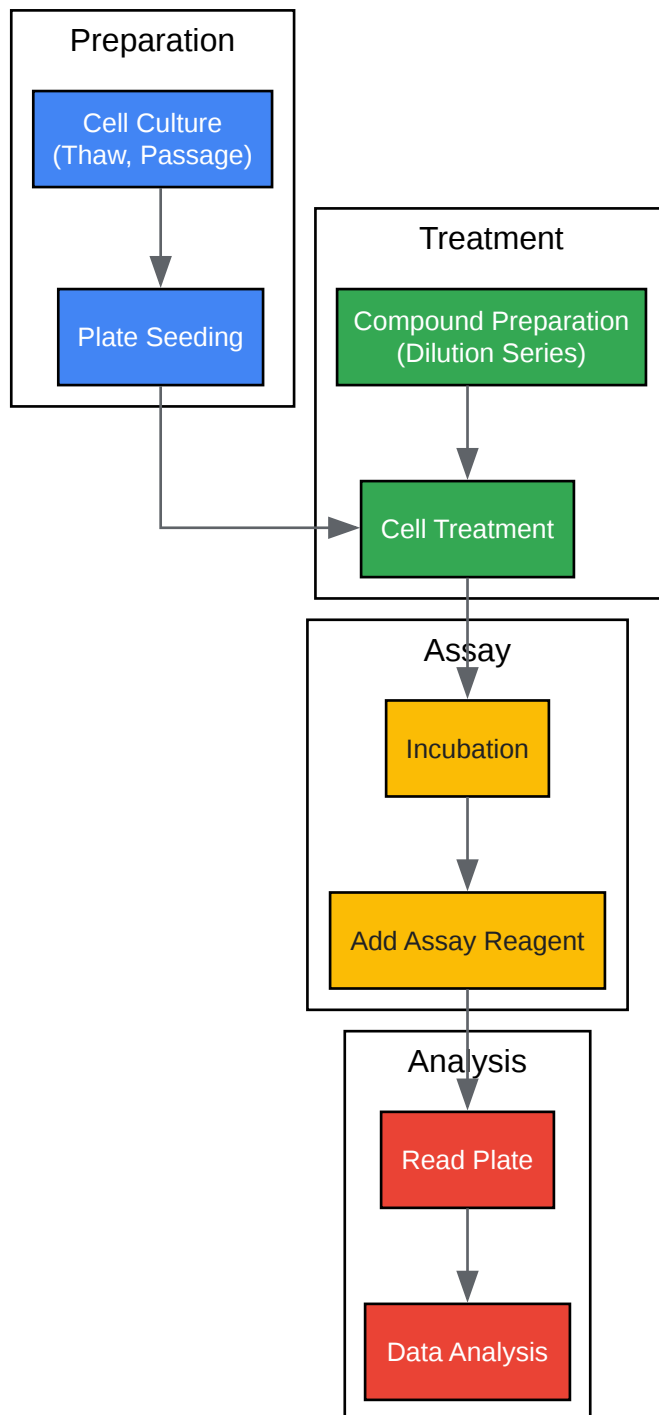 Preparation
Cell Culture
(Thaw, Passage)
Plate Seeding
Treatment
Compound Preparation
(Dilution Series)
Cell Treatment
Assay
Incubation
Add Assay Reagent
Analysis
Read Plate
Data Analysis